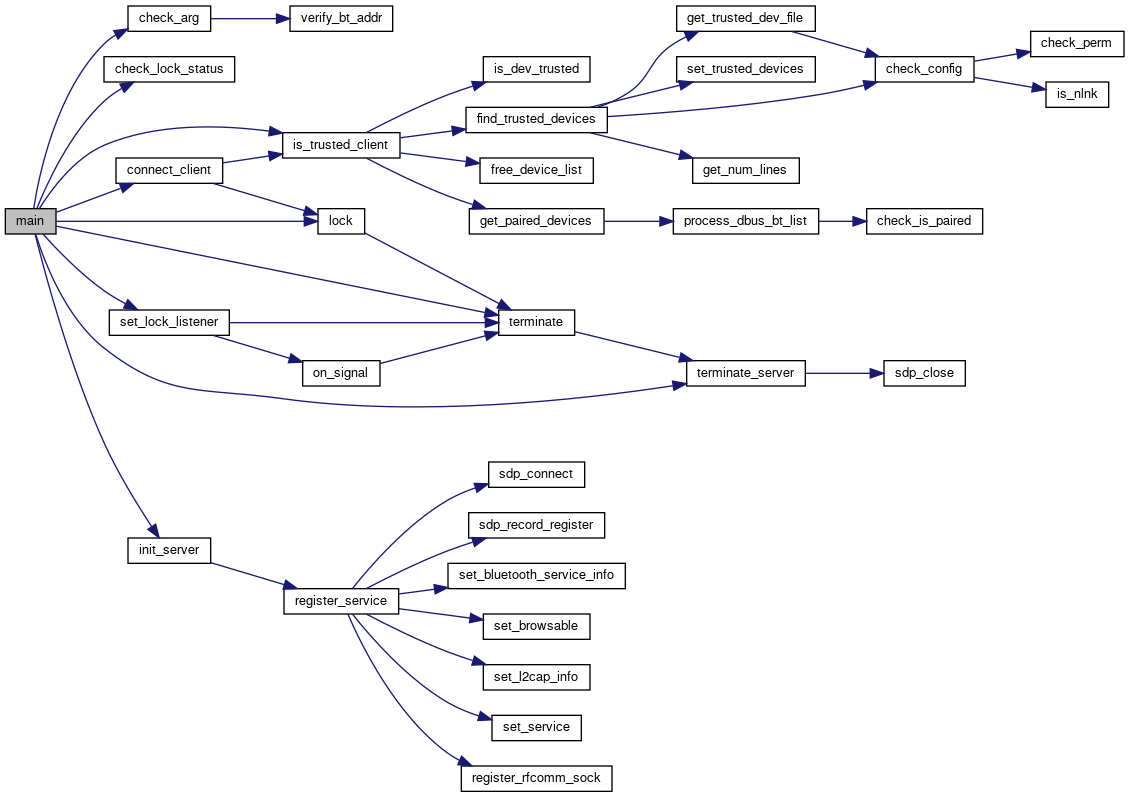 check_arg
verify_bt_addr
get_trusted_dev_file
check_perm
check_lock_status
is_dev_trusted
set_trusted_devices
check_config
is_nlnk
find_trusted_devices
is_trusted_client
connect_client
free_device_list
get_num_lines
main
lock
get_paired_devices
process_dbus_bt_list
check_is_paired
set_lock_listener
terminate
on_signal
terminate_server
sdp_close
sdp_connect
sdp_record_register
init_server
set_bluetooth_service_info
register_service
set_browsable
set_l2cap_info
set_service
register_rfcomm_sock